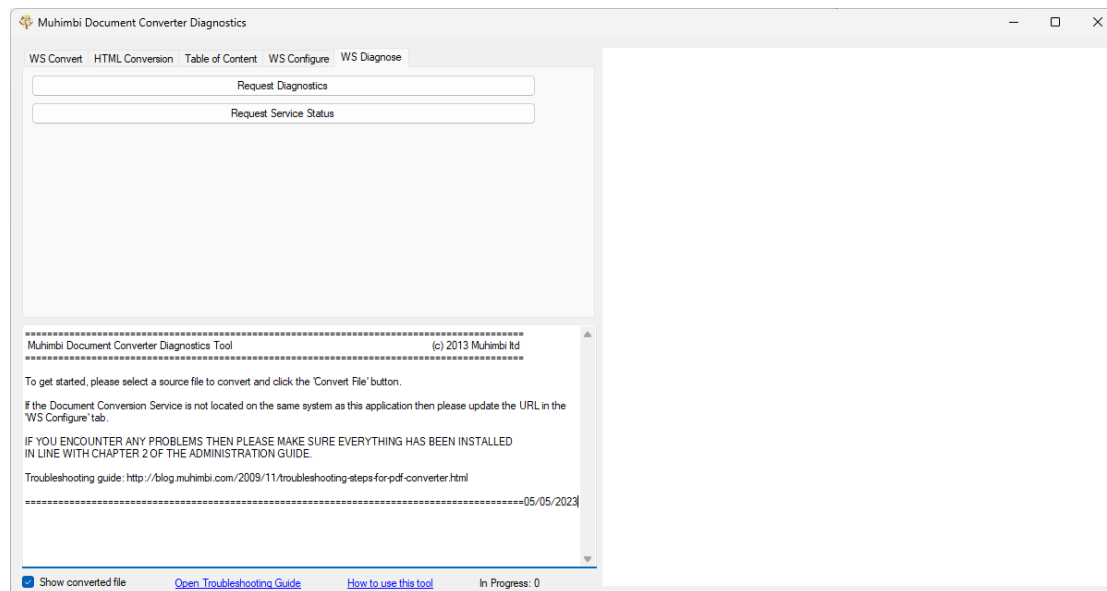 Muhimbi Document Converter Diagnostics
WS Convert HTML Conversion Table of Content WS Configure WS Diagnose
Request Diagnostics
Request Service Status
==========================================================================================
Muhimbi Document Converter Diagnostics Tool (c) 2013 Muhimbi ltd
==========================================================================================
To get started, please select a source file to convert and click the 'Convert File' button.
If the Document Conversion Service is not located on the same system as this application then please update the URL in the
'WS Configure' tab.
IF YOU ENCOUNTER ANY PROBLEMS THEN PLEASE MAKE SURE EVERYTHING HAS BEEN INSTALLED
IN LINE WITH CHAPTER 2 OF THE ADMINISTRATION GUIDE.
Troubleshooting guide: http://blog.muhimbi.com/2009/11/troubleshooting-steps-for-pdf-converter.html
==========================================================================================05/05/2023
Show converted file Open Troubleshooting Guide How to use this tool In Progress: 0